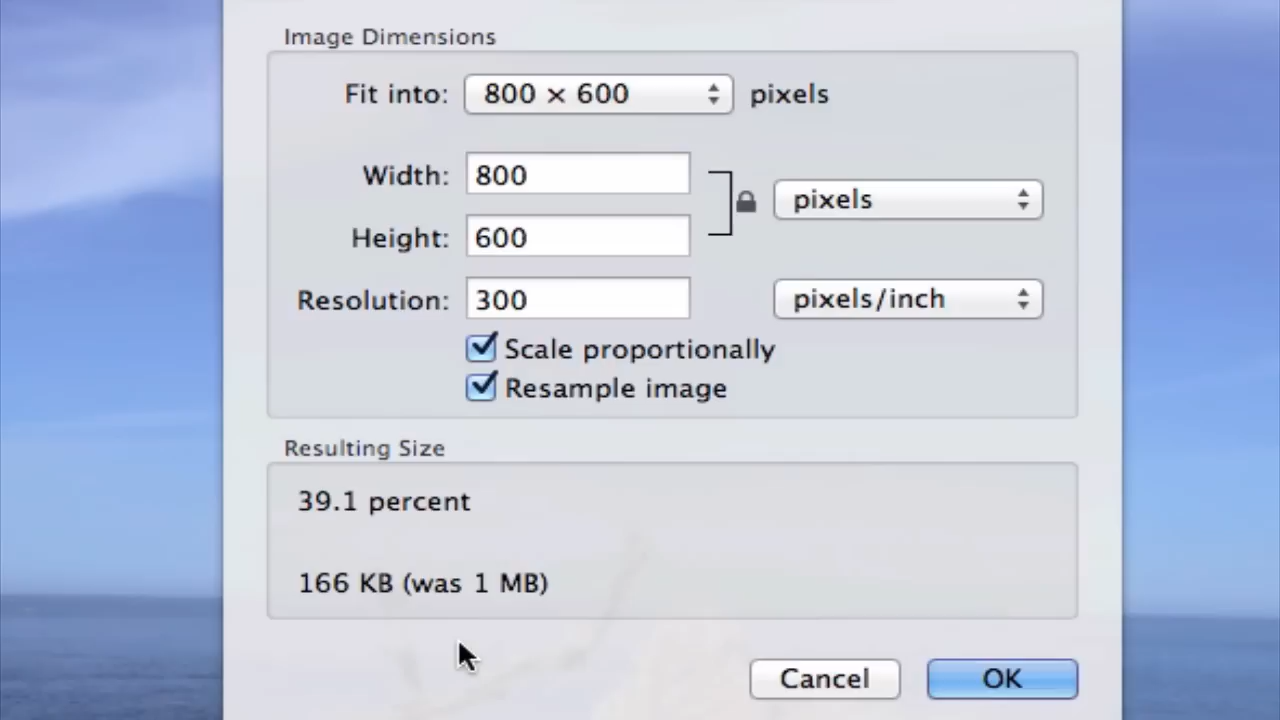 Image Dimensions
Fit into: 800 × 600 pixels
Width: 800
pixels
Height: 600
Resolution: 300 pixels/inch
Scale proportionally
Resample image
Resulting Size
39.1 percent
166 KB (was 1 MB)
Cancel OK